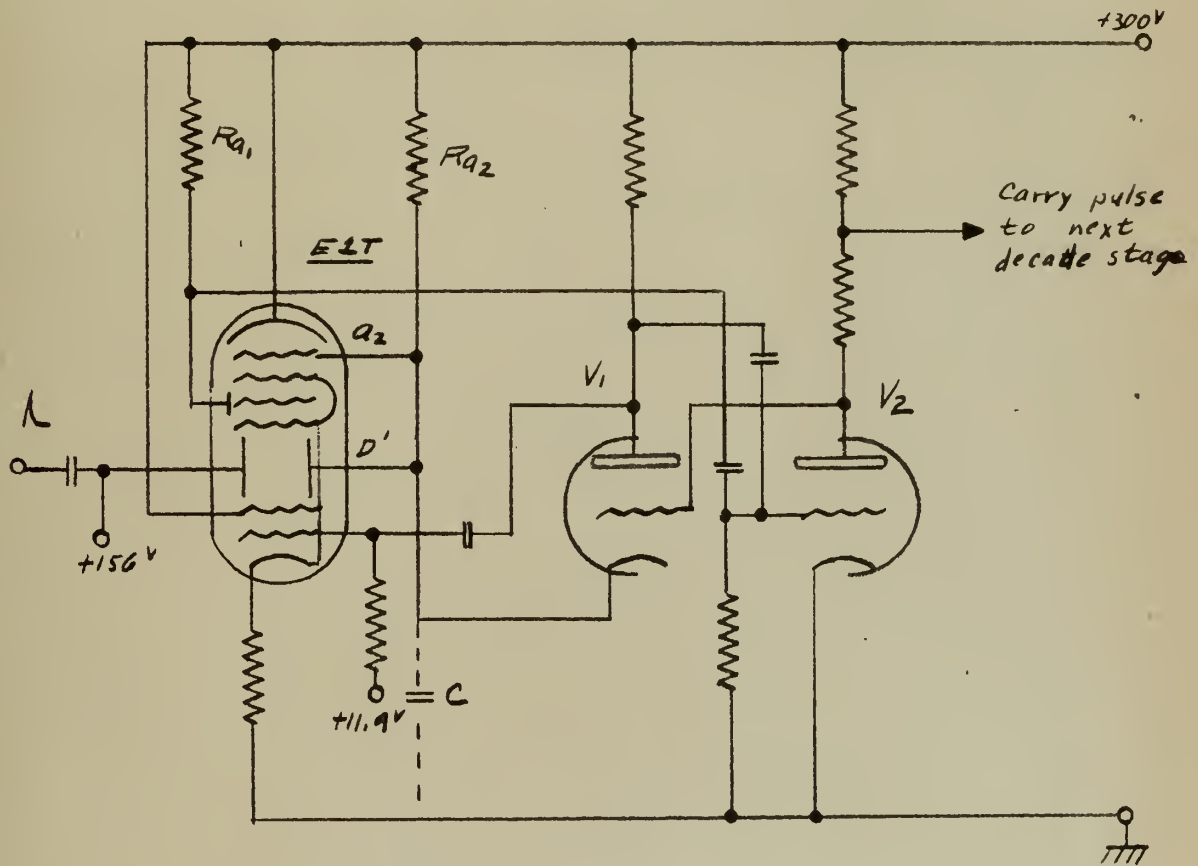 +300V
Ra1
Ra2
Carry pulse
to next
decade stage
E1T
a2
V1
V2
D'
+156V
+11.9V
C